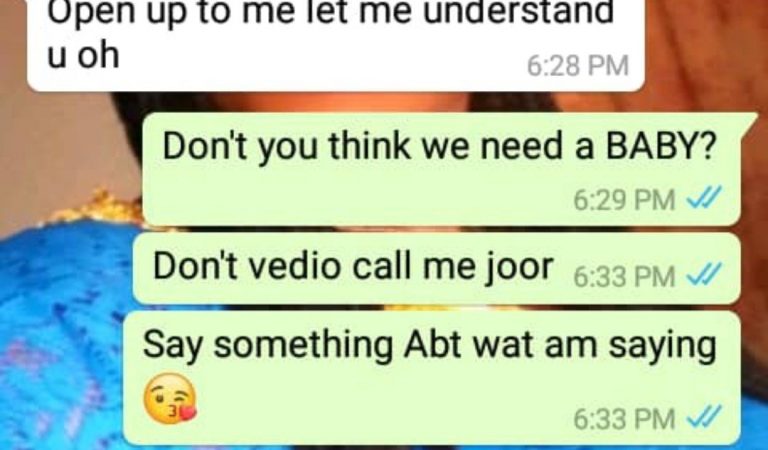 Open up to me let me understand
u oh
6:28 PM
Don't you think we need a BABY?
6:29 PM
Don't vedio call me joor 6:33 PM
Say something Abt wat am saying
😘
6:33 PM